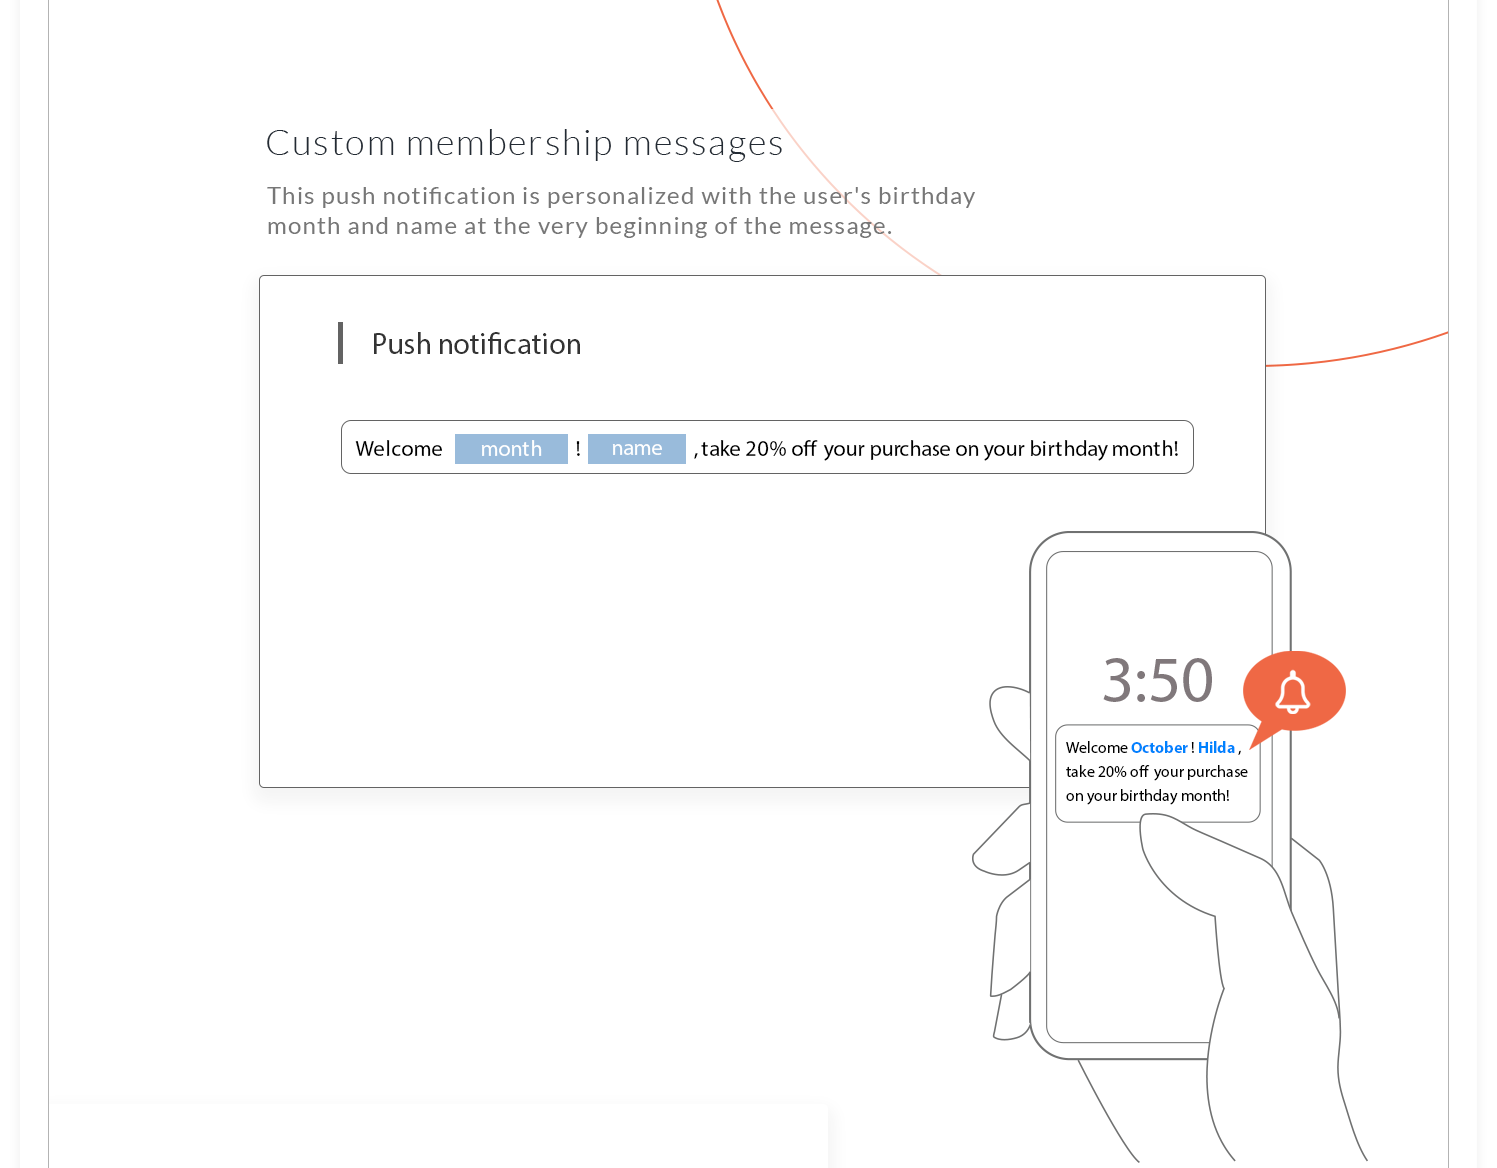 Custom membership messages
This push notification is personalized with the user's birthday
month and name at the very beginning of the message.
Push notification
Welcome month ! name , take 20% off your purchase on your birthday month!
3:50
Welcome October ! Hilda ,
take 20% off your purchase
on your birthday month!